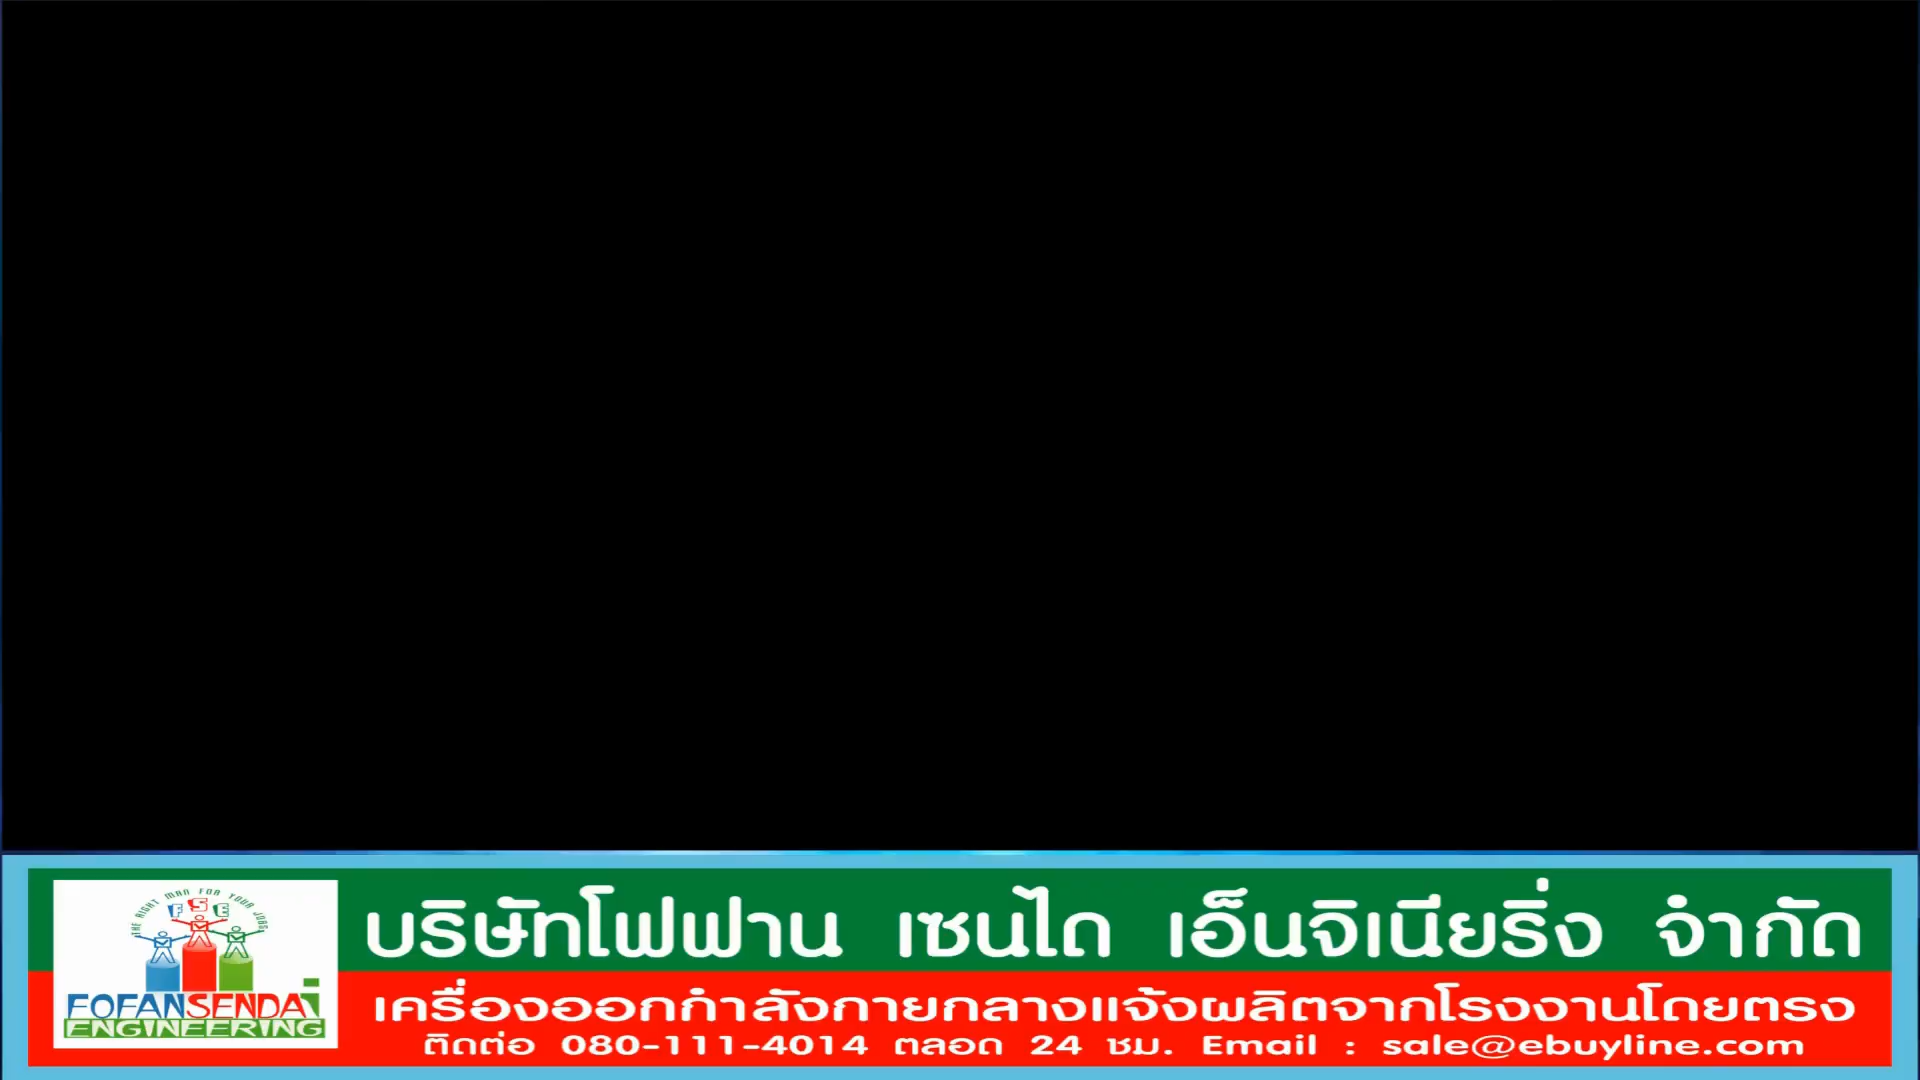 THE RIGHT MAN FOR YOUR JOBS
FSE
FOFANSENDAI
ENGINEERING
บริษัทโฟฟาน เซนได เอ็นจิเนียริ่ง จำกัด
เครื่องออกกำลังกายกลางแจ้งผลิตจากโรงงานโดยตรง
ติดต่อ 080-111-4014 ตลอด 24 ชม. Email : sale@ebuyline.com